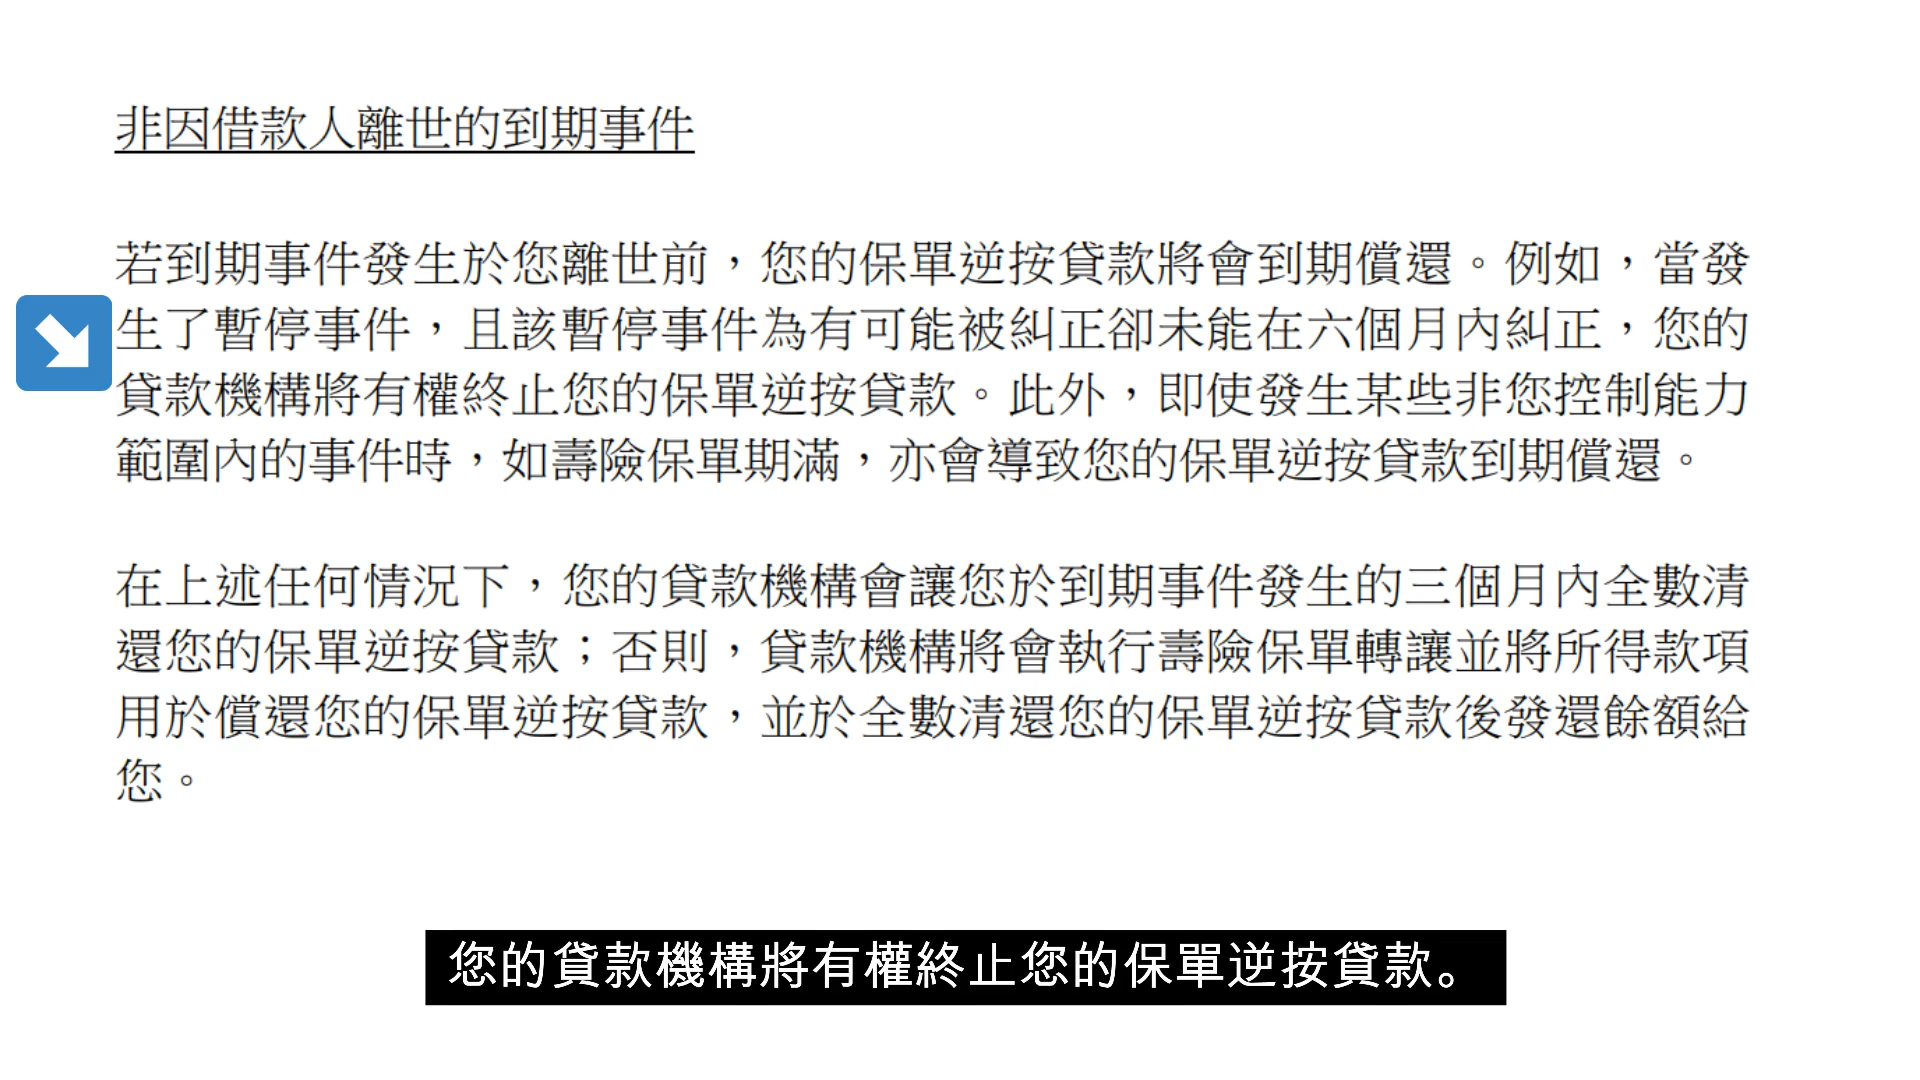 非因借款人離世的到期事件
若到期事件發生於您離世前，您的保單逆按貸款將會到期償還。例如，當發
生了暫停事件，且該暫停事件為有可能被糾正卻未能在六個月內糾正，您的
貸款機構將有權終止您的保單逆按貸款。此外，即使發生某些非您控制能力
範圍內的事件時，如壽險保單期滿，亦會導致您的保單逆按貸款到期償還。
在上述任何情況下，您的貸款機構會讓您於到期事件發生的三個月內全數清
還您的保單逆按貸款；否則，貸款機構將會執行壽險保單轉讓並將所得款項
用於償還您的保單逆按貸款，並於全數清還您的保單逆按貸款後發還餘額給
您。
您的貸款機構將有權終止您的保單逆按貸款。